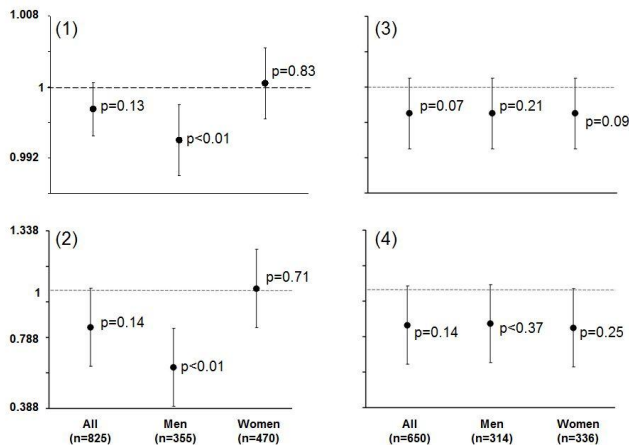 1.008
(1)
p=0.83
1
p=0.13
p<0.01
0.992
(3)
p=0.07
p=0.21
p=0.09
1.338
(2)
p=0.71
1
p=0.14
0.788
p<0.01
0.388
All
(n=825)
Men
(n=355)
Women
(n=470)
(4)
p=0.14
p<0.37
p=0.25
All
(n=650)
Men
(n=314)
Women
(n=336)